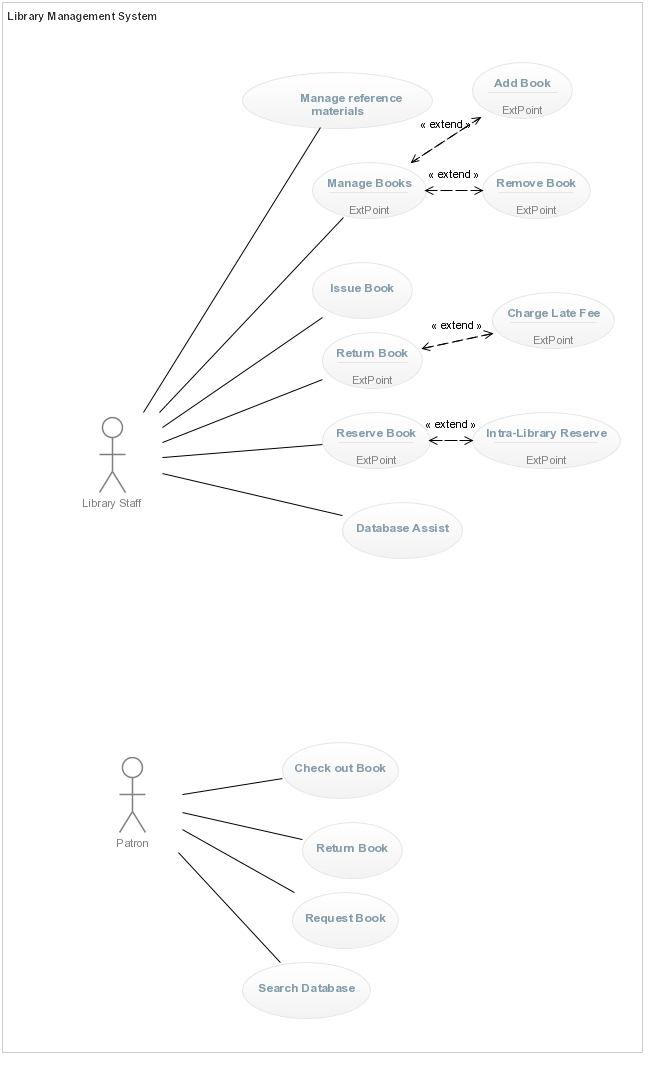 Library Management System
Manage reference
materials
Add Book
ExtPoint
« extend »
Manage Books
ExtPoint
« extend »
Remove Book
ExtPoint
Issue Book
Return Book
ExtPoint
« extend »
Charge Late Fee
ExtPoint
Reserve Book
ExtPoint
« extend »
Intra-Library Reserve
ExtPoint
Library Staff
Database Assist
Patron
Check out Book
Return Book
Request Book
Search Database